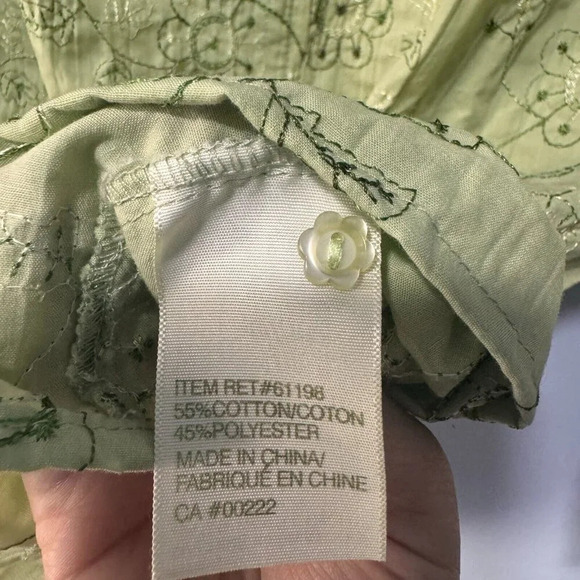 ITEM RET#61198
55%COTTON/COTON
45%POLYESTER
MADE IN CHINA/
FABRIQUÉ EN CHINE
CA #00222